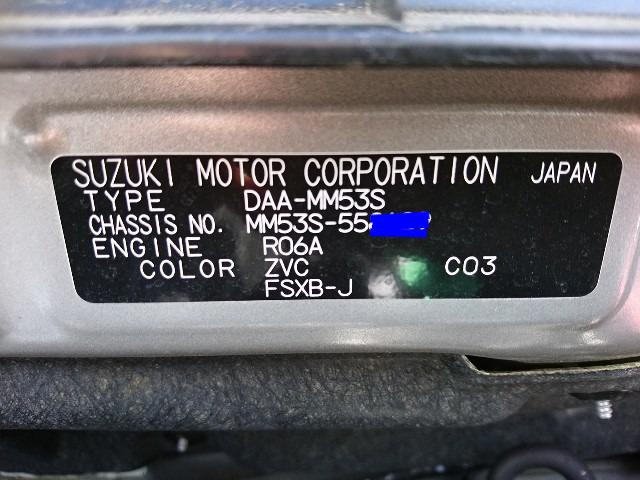 SUZUKI MOTOR CORPORATION JAPAN
TYPE DAA-MM53S
CHASSIS NO. MM53S-55
ENGINE R06A
COLOR ZVC C03
FSXB-J